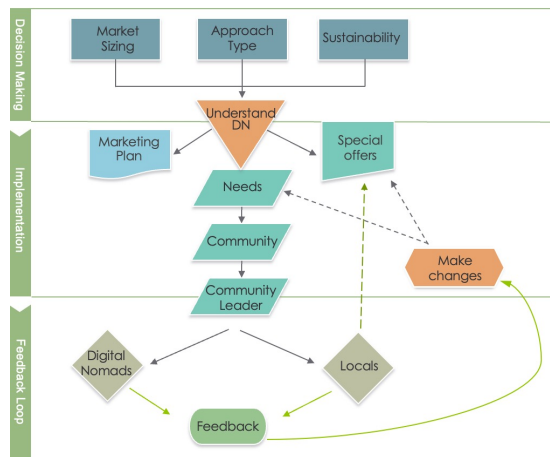 Decision Making
Market
Sizing
Approach
Type
Sustainability
Understand
DN
Implementation
Marketing
Plan
Special
offers
Needs
Community
Make
changes
Community
Leader
Feedback Loop
Digital
Nomads
Locals
Feedback